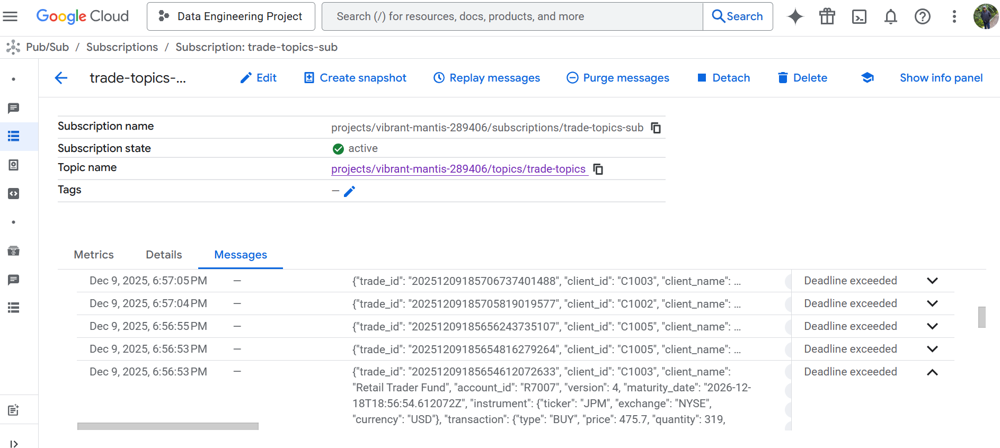 Google Cloud
Data Engineering Project
Search (/) for resources, docs, products, and more
Search
Pub/Sub / Subscriptions / Subscription: trade-topics-sub
trade-topics-...
Edit
Create snapshot
Replay messages
Purge messages
Detach
Delete
Show info panel
Subscription name projects/vibrant-mantis-289406/subscriptions/trade-topics-sub
Subscription state active
Topic name projects/vibrant-mantis-289406/topics/trade-topics
Tags —
Metrics Details Messages
Dec 9, 2025, 6:57:05 PM — {"trade_id": "20251209185706737401488", "client_id": "C1003", "client_name": ... Deadline exceeded
Dec 9, 2025, 6:57:04 PM — {"trade_id": "20251209185705819019577", "client_id": "C1002", "client_name": ... Deadline exceeded
Dec 9, 2025, 6:56:55 PM — {"trade_id": "20251209185656243735107", "client_id": "C1005", "client_name": ... Deadline exceeded
Dec 9, 2025, 6:56:53 PM — {"trade_id": "20251209185654816279264", "client_id": "C1005", "client_name": ... Deadline exceeded
Dec 9, 2025, 6:56:53 PM — {"trade_id": "20251209185654612072633", "client_id": "C1003", "client_name": Deadline exceeded
"Retail Trader Fund", "account_id": "R7007", "version": 4, "maturity_date": "2026-12-
18T18:56:54.612072Z", "instrument": {"ticker": "JPM", "exchange": "NYSE",
"currency": "USD"}, "transaction": {"type": "BUY", "price": 475.7, "quantity": 319,